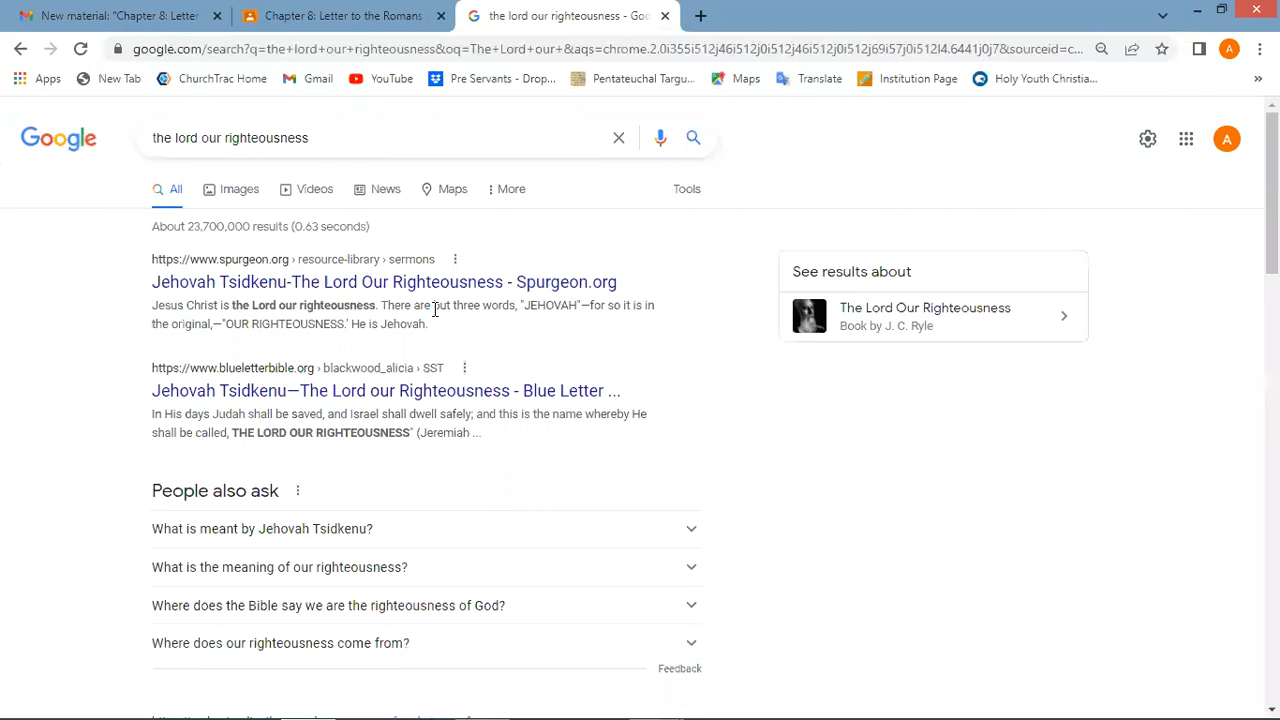 New material: "Chapter 8: Letter
Chapter 8: Letter to the Romans
the lord our righteousness - Goo
google.com/search?q=the+lord+our+righteousness&oq=The+Lord+our+&aqs=chrome.2.0i355i512j46i512j0i512j46i512j0i512j69i57j0i512l4.6441j0j7&sourceid=c...
A
Apps
New Tab
ChurchTrac Home
Gmail
YouTube
Pre Servants - Drop...
Pentateuchal Targu...
Maps
Translate
Institution Page
Holy Youth Christia...
»
Google
the lord our righteousness
A
All
Images
Videos
News
Maps
More
Tools
About 23,700,000 results (0.63 seconds)
https://www.spurgeon.org › resource-library › sermons
Jehovah Tsidkenu-The Lord Our Righteousness - Spurgeon.org
Jesus Christ is the Lord our righteousness. There are but three words, "JEHOVAH"—for so it is in
the original,—"OUR RIGHTEOUSNESS.' He is Jehovah.
See results about
The Lord Our Righteousness
Book by J. C. Ryle
https://www.blueletterbible.org › blackwood_alicia › SST
Jehovah Tsidkenu—The Lord our Righteousness - Blue Letter ...
In His days Judah shall be saved, and Israel shall dwell safely; and this is the name whereby He
shall be called, THE LORD OUR RIGHTEOUSNESS" (Jeremiah ...
People also ask
What is meant by Jehovah Tsidkenu?
What is the meaning of our righteousness?
Where does the Bible say we are the righteousness of God?
Where does our righteousness come from?
Feedback